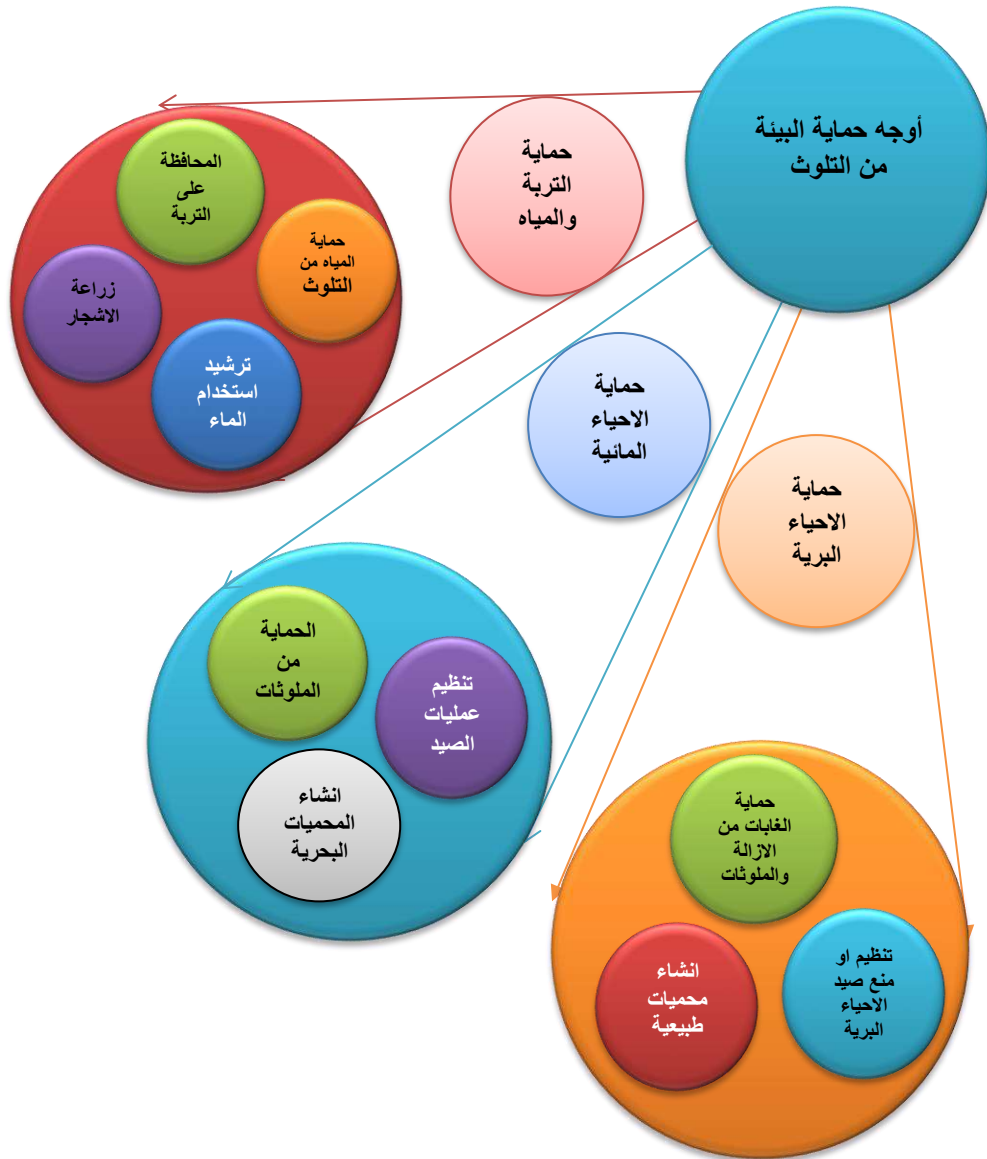 أوجه حماية البيئة
من التلوث
حماية
التربة
والمياه
المحافظة
على
التربة
حماية
المياه من
التلوث
زراعة
الاشجار
ترشيد
استخدام
الماء
حماية
الاحياء
المائية
الحماية
من
الملوثات
تنظيم
عمليات
الصيد
انشاء
المحميات
البحرية
حماية
الاحياء
البرية
حماية
الغابات من
الازالة
والملوثات
تنظيم او
منع صيد
الاحياء
البرية
انشاء
محميات
طبيعية